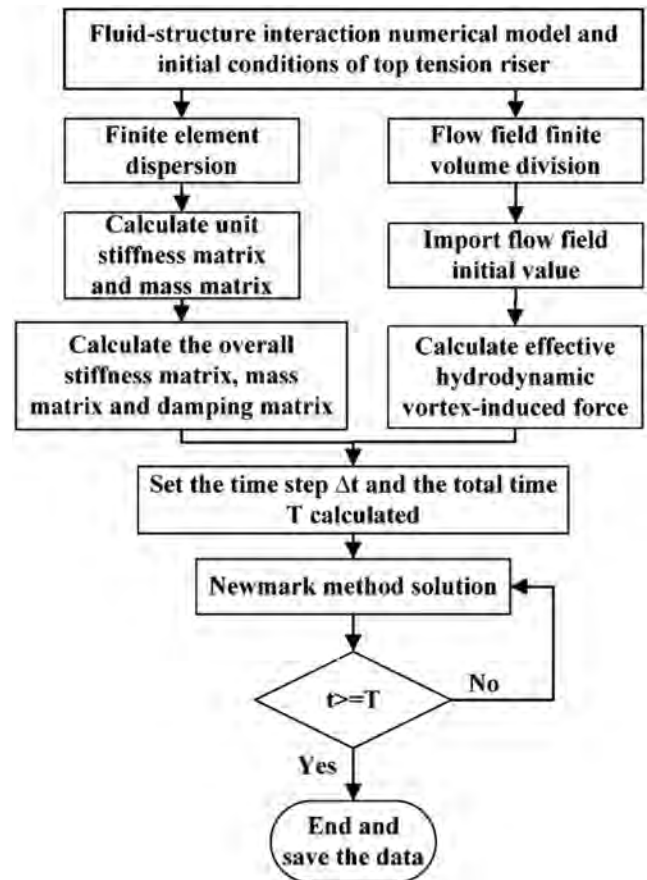 Fluid-structure interaction numerical model and
initial conditions of top tension riser
Finite element
dispersion
Flow field finite
volume division
Calculate unit
stiffness matrix
and mass matrix
Import flow field
initial value
Calculate the overall
stiffness matrix, mass
matrix and damping matrix
Calculate effective
hydrodynamic
vortex-induced force
Set the time step Δt and the total time
T calculated
Newmark method solution
t>=T
No
Yes
End and
save the data